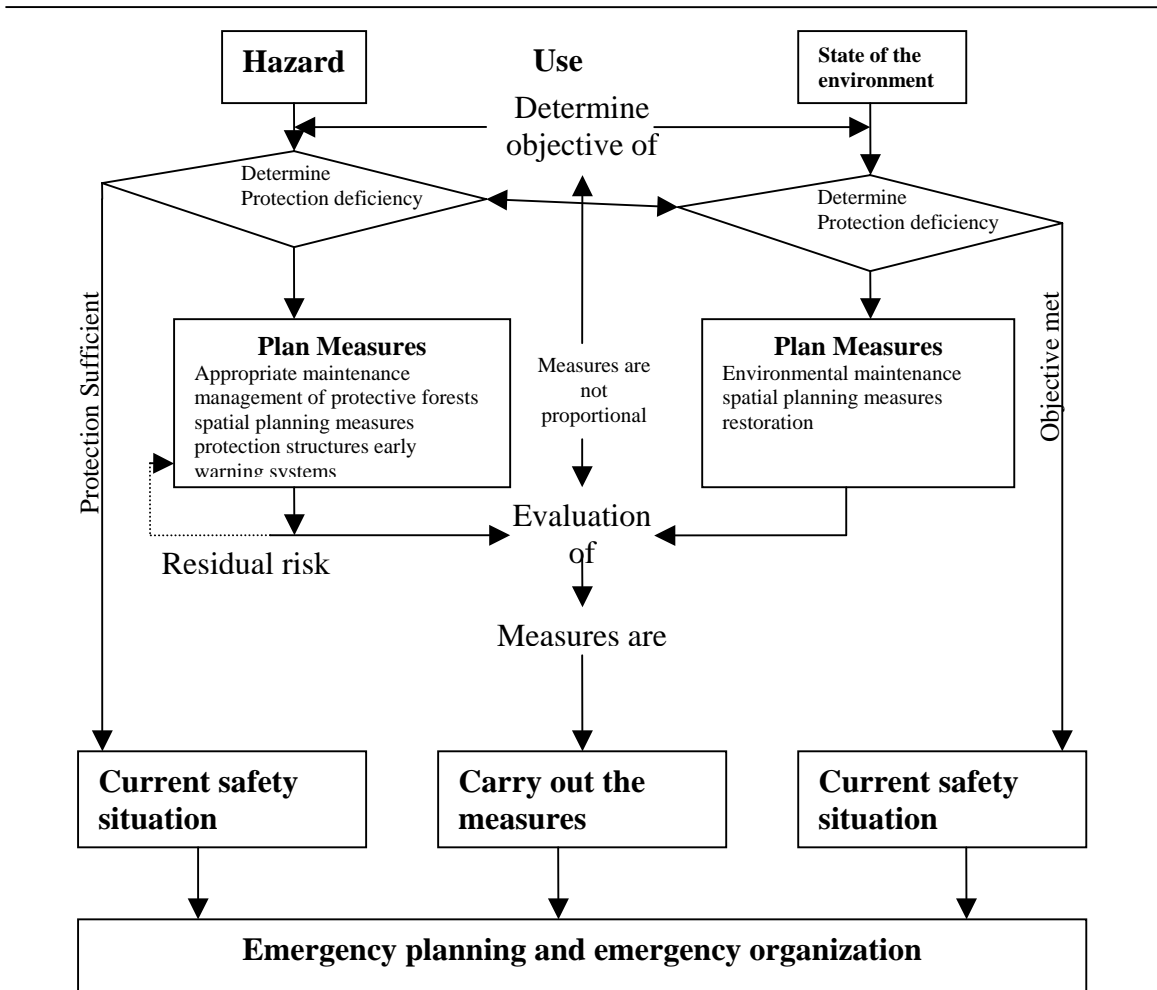 Hazard
Use
State of the
environment
Determine
objective of
Determine
Protection deficiency
Determine
Protection deficiency
Protection Sufficient
Plan Measures
Appropriate maintenance
management of protective forests
spatial planning measures
protection structures early
warning systems
Measures are
not
proportional
Plan Measures
Environmental maintenance
spatial planning measures
restoration
Objective met
Residual risk
Evaluation
of
Measures are
Current safety
situation
Carry out the
measures
Current safety
situation
Emergency planning and emergency organization